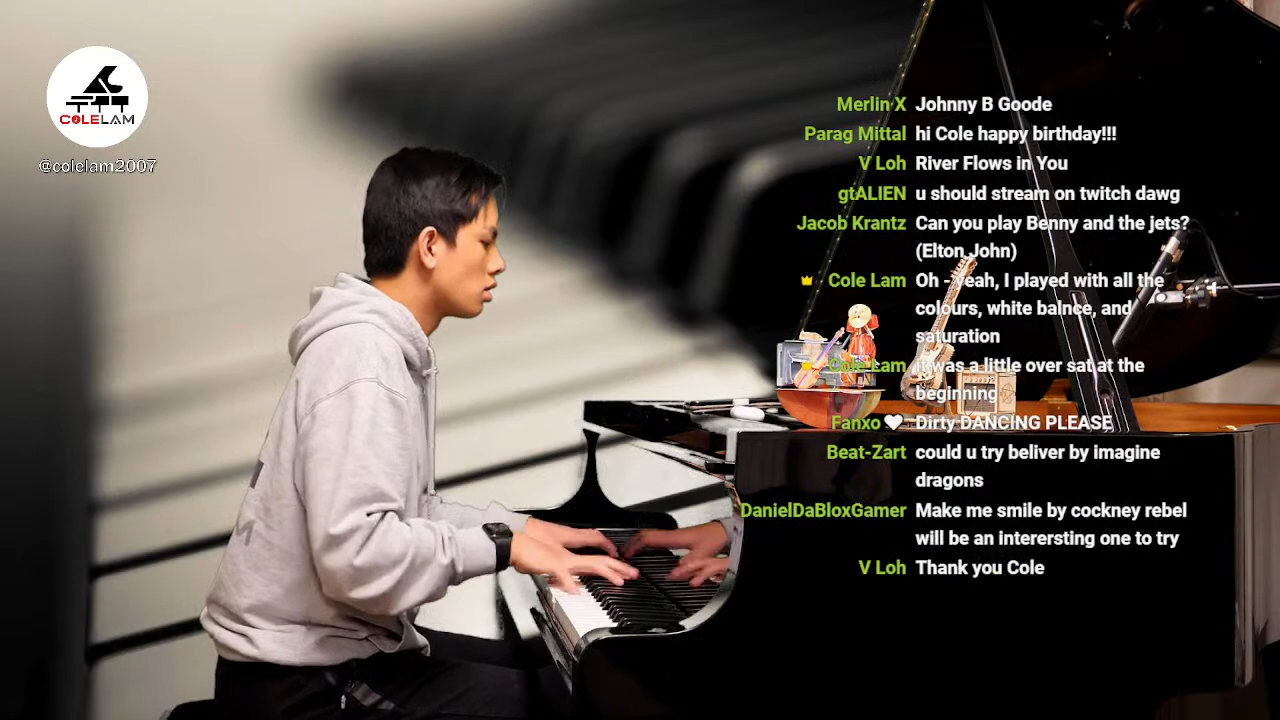 COLELAM
@colelam2007
Merlin X Johnny B Goode
Parag Mittal hi Cole happy birthday!!!
V Loh River Flows in You
gtALIEN u should stream on twitch dawg
Jacob Krantz Can you play Benny and the jets?
(Elton John)
Cole Lam Oh - yeah, I played with all the
colours, white balnce, and
saturation
Cole Lam it was a little over sat at the
beginning
Fanxo🤍 Dirty DANCING PLEASE
Beat-Zart could u try beliver by imagine
dragons
DanielDaBloxGamer Make me smile by cockney rebel
will be an interersting one to try
V Loh Thank you Cole